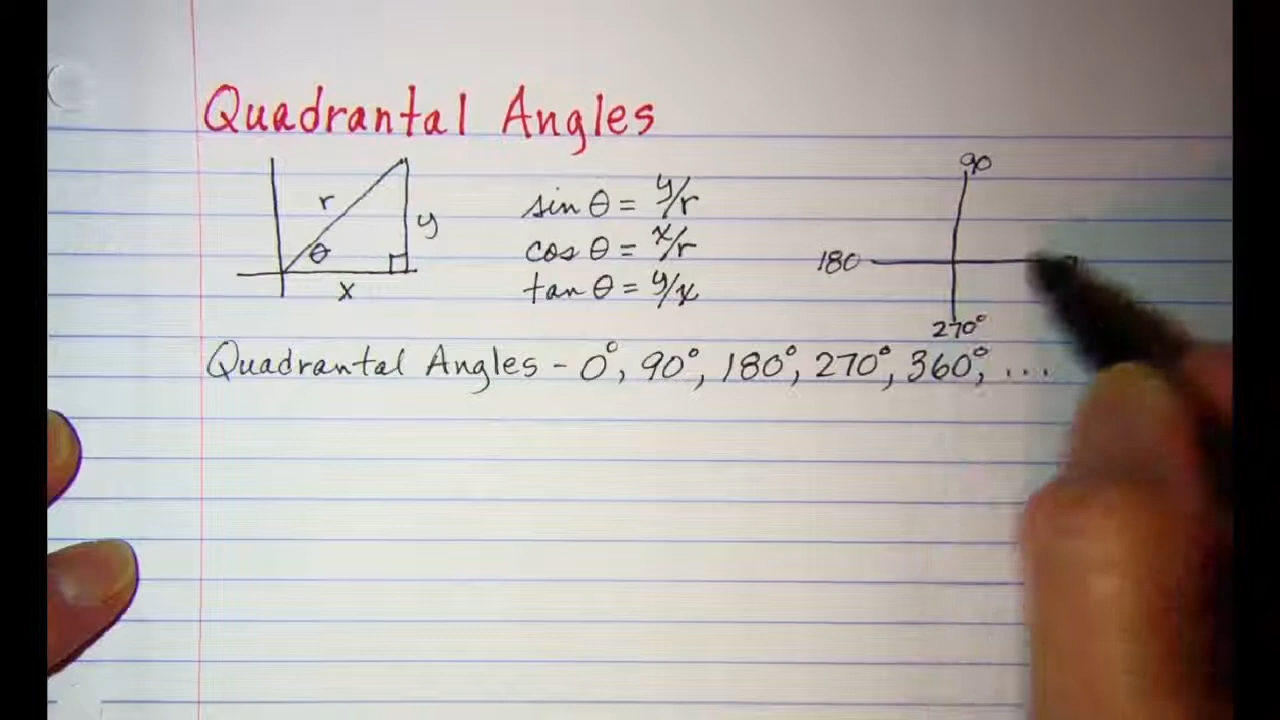 Quadrantal Angles
r
θ
y
x
sin θ = y/r
cos θ = x/r
tan θ = y/x
90
180
270°
Quadrantal Angles - 0°, 90°, 180°, 270°, 360°, ...